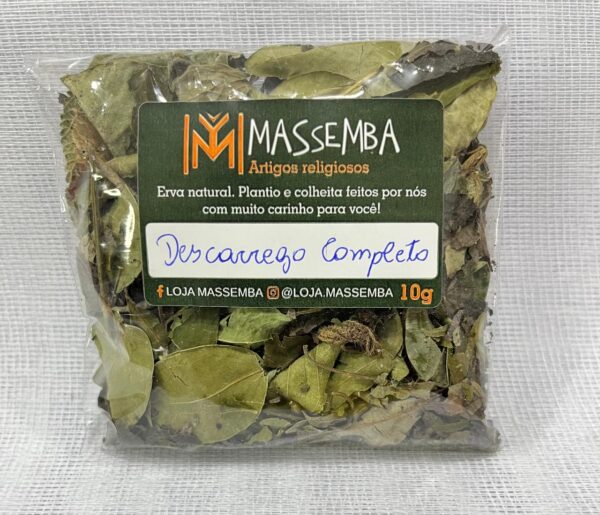 MASSEMBA
Artigos religiosos
Erva natural. Plantio e colheita feitos por nós
com muito carinho para você!
Descarrego Completo
LOJA MASSEMBA @LOJA.MASSEMBA 10g